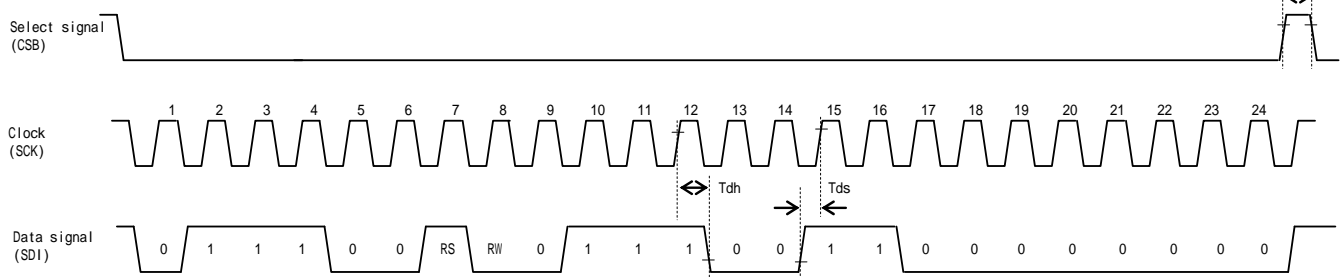 Select signal
(CSB)
1 2 3 4 5 6 7 8 9 10 11 12 13 14 15 16 17 18 19 20 21 22 23 24
Clock
(SCK)
Tdh Tds
Data signal
(SDI)
0 1 1 1 0 0 RS RW 0 1 1 1 0 0 1 1 0 0 0 0 0 0 0 0